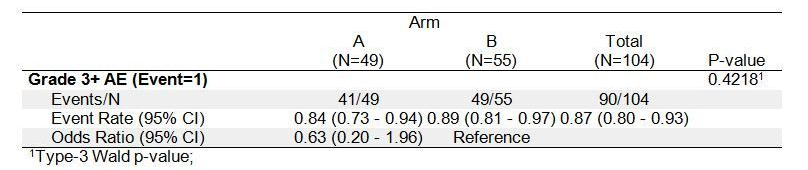 Arm
A B Total
(N=49) (N=55) (N=104) P-value
Grade 3+ AE (Event=1) 0.4218¹
Events/N 41/49 49/55 90/104
Event Rate (95% CI) 0.84 (0.73 - 0.94) 0.89 (0.81 - 0.97) 0.87 (0.80 - 0.93)
Odds Ratio (95% CI) 0.63 (0.20 - 1.96) Reference
¹Type-3 Wald p-value;